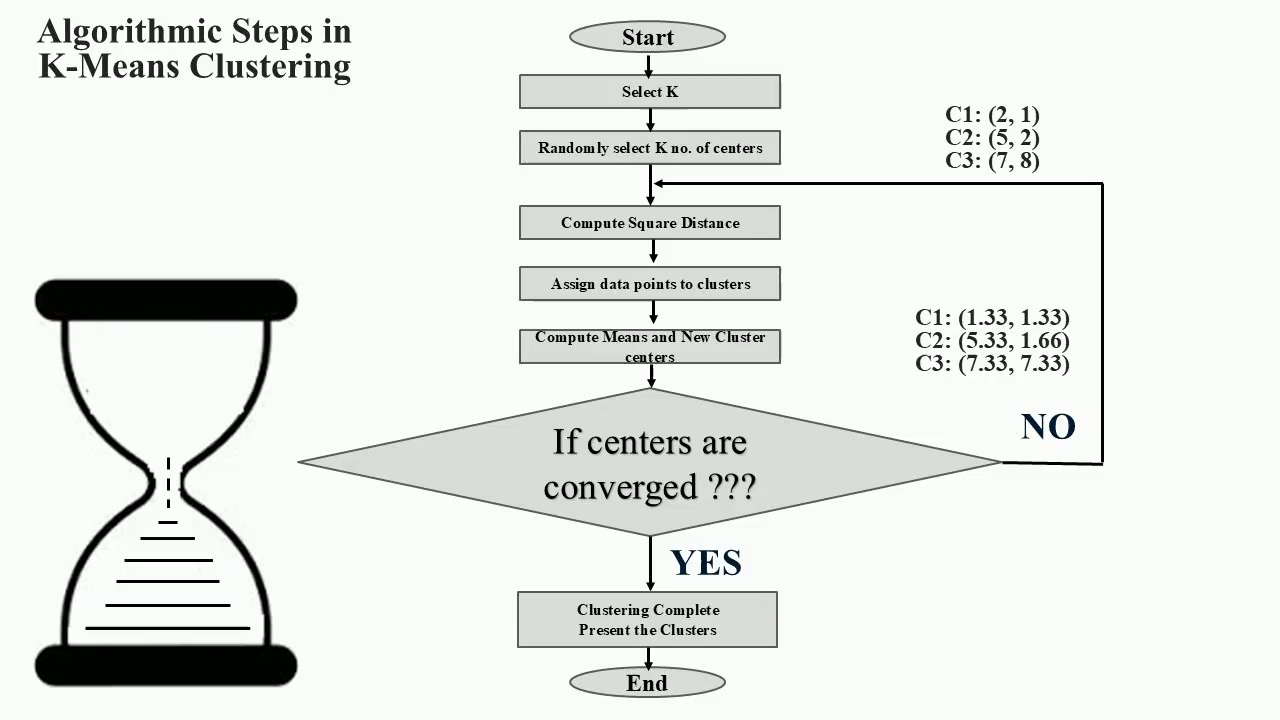 Algorithmic Steps in
K-Means Clustering
Start
Select K
Randomly select K no. of centers
C1: (2, 1)
C2: (5, 2)
C3: (7, 8)
Compute Square Distance
Assign data points to clusters
Compute Means and New Cluster
centers
C1: (1.33, 1.33)
C2: (5.33, 1.66)
C3: (7.33, 7.33)
NO
If centers are
converged ???
YES
Clustering Complete
Present the Clusters
End